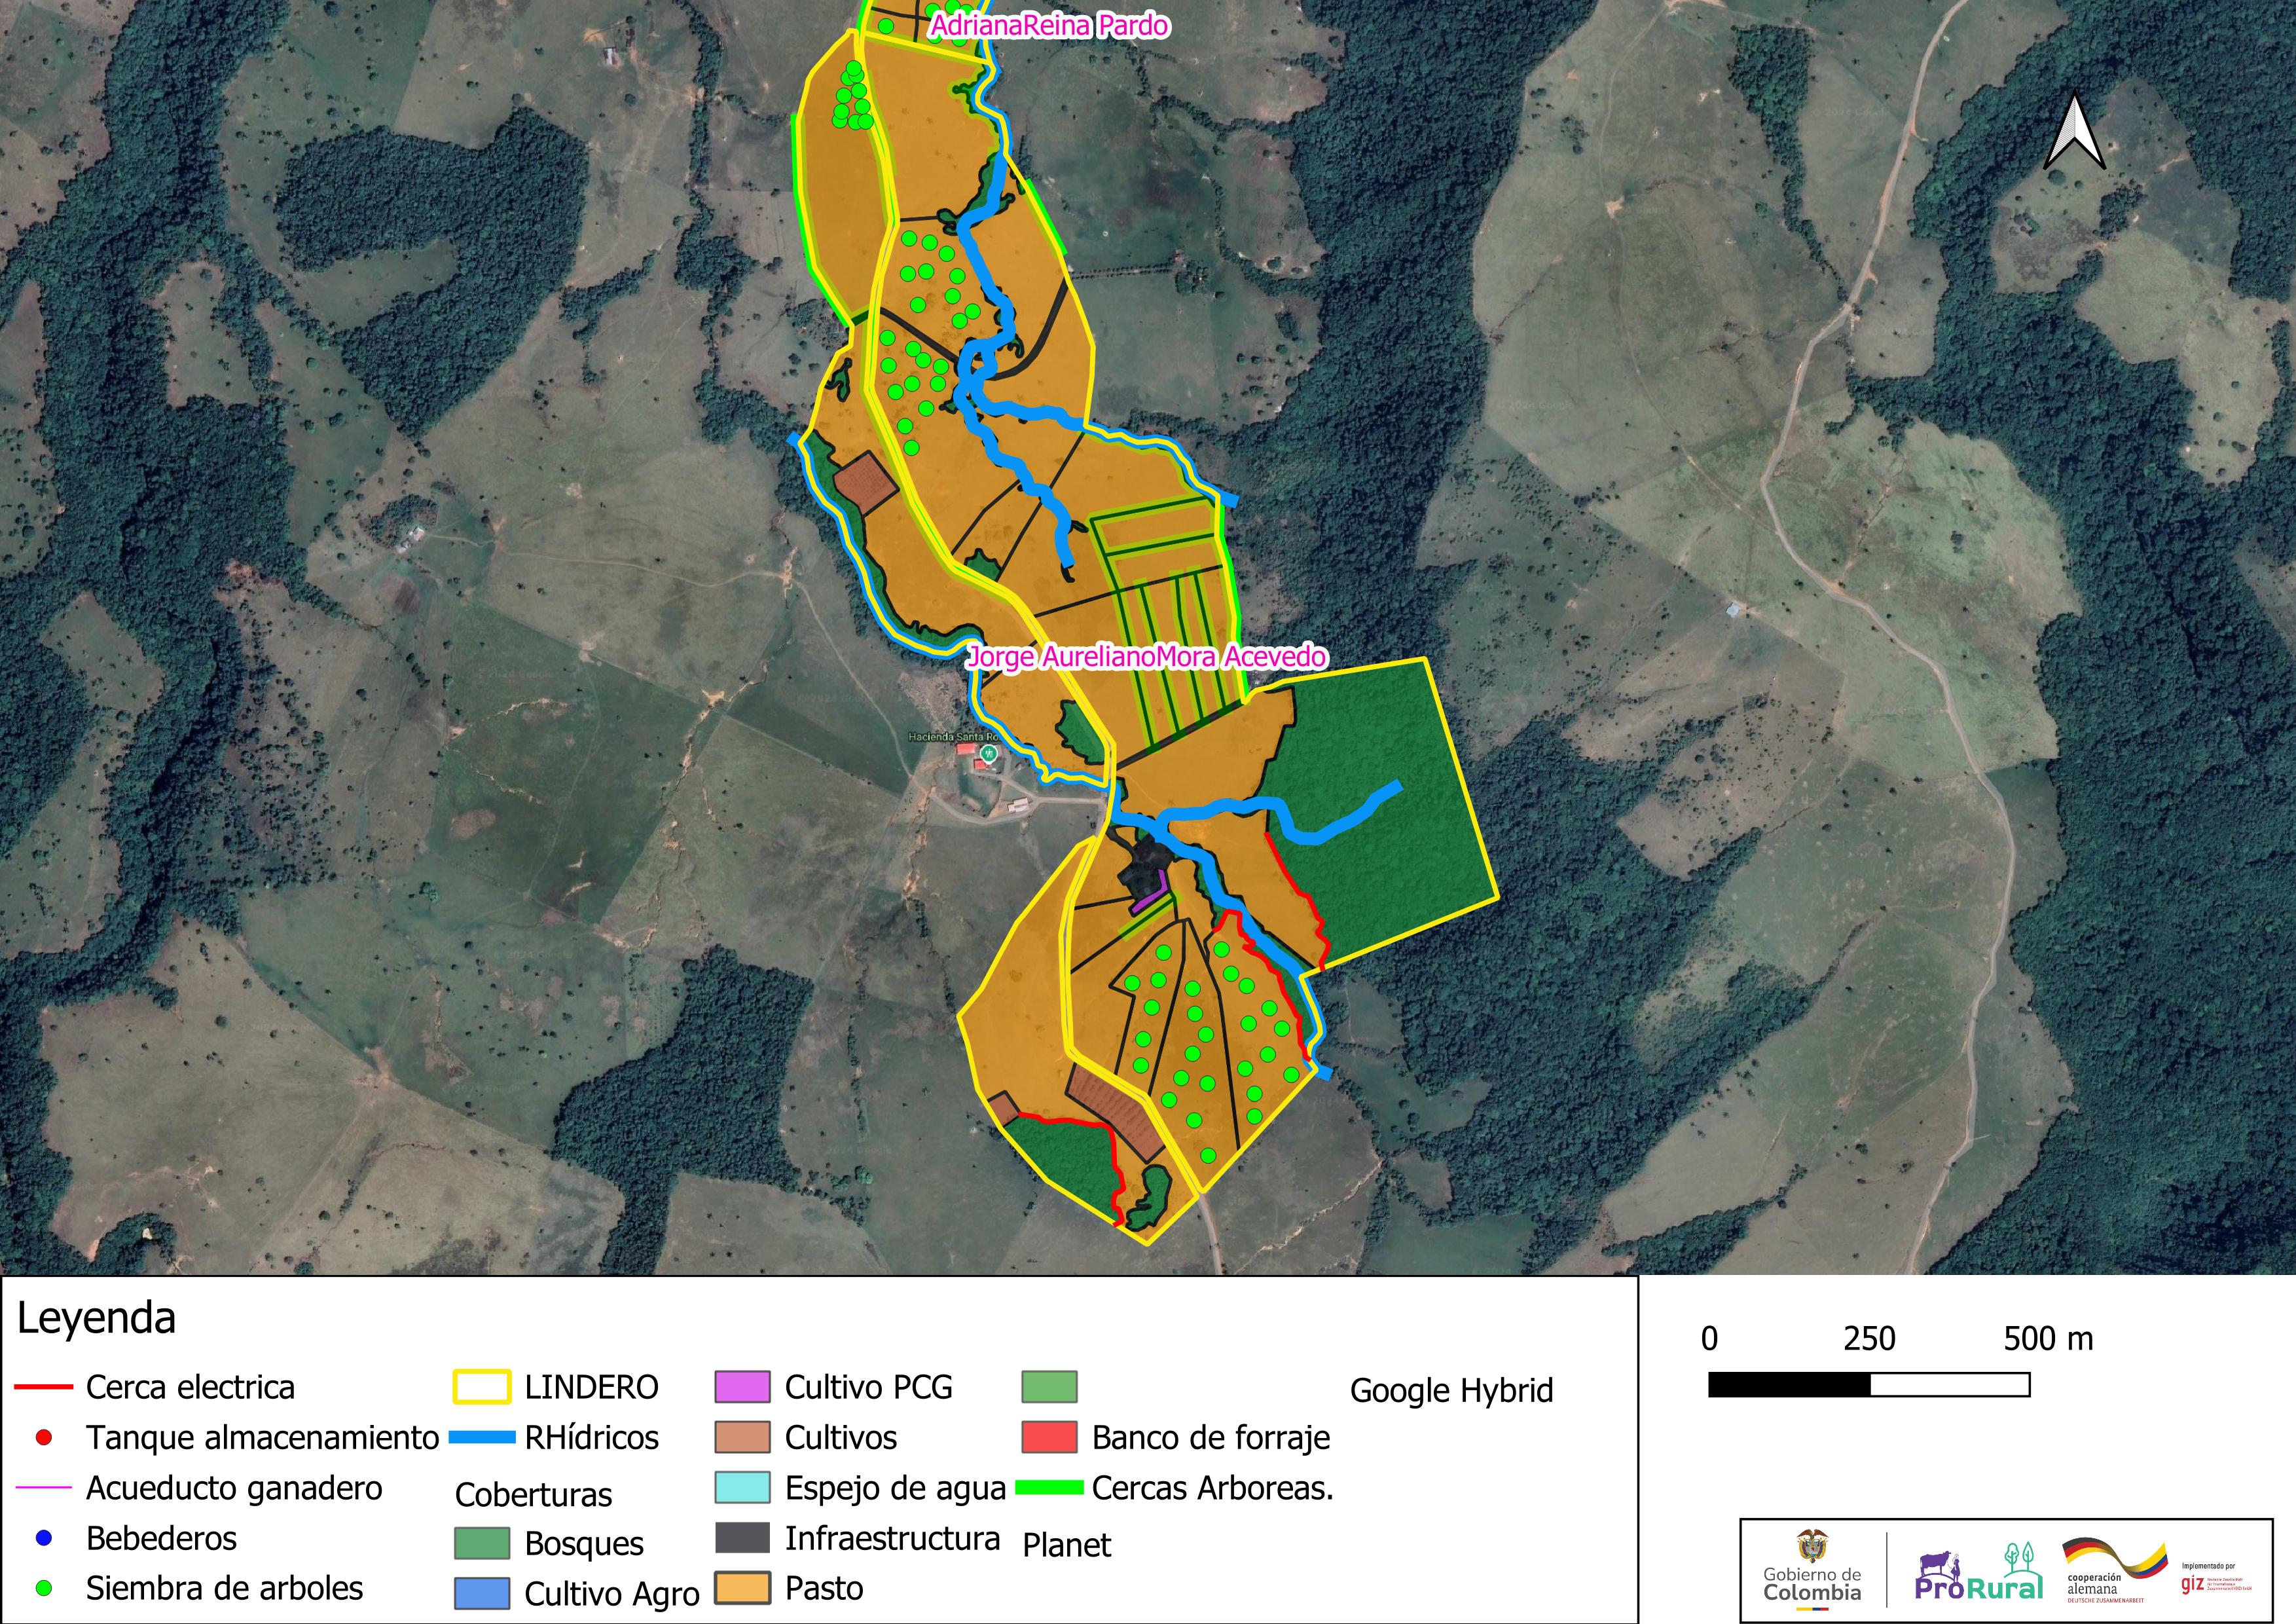 AdrianaReina Pardo
Jorge AurelianoMora Acevedo
Hacienda Santa Ro
Leyenda
Cerca electrica
Tanque almacenamiento
Acueducto ganadero
Bebederos
Siembra de arboles
LINDERO
RHídricos
Coberturas
Bosques
Cultivo Agro
Cultivo PCG
Cultivos
Espejo de agua
Infraestructura
Pasto
Banco de forraje
Cercas Arboreas.
Planet
Google Hybrid
0 250 500 m
Gobierno de
Colombia
ProRural
cooperación
alemana
DEUTSCHE ZUSAMMENARBEIT
Implementado por
giz